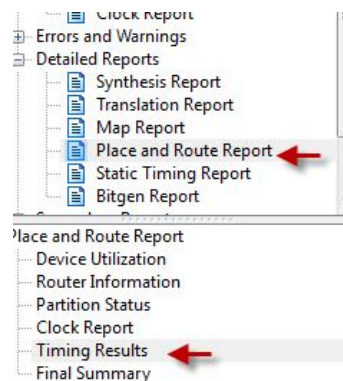 Clock Report
Errors and Warnings
Detailed Reports
Synthesis Report
Translation Report
Map Report
Place and Route Report
Static Timing Report
Bitgen Report
Place and Route Report
Device Utilization
Router Information
Partition Status
Clock Report
Timing Results
Final Summary